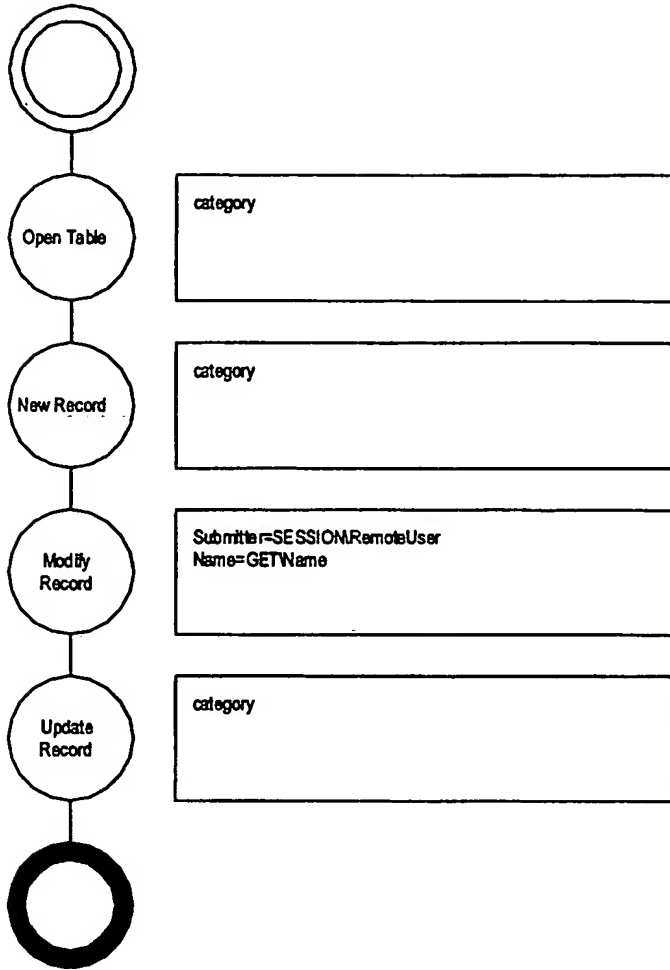 Open Table
category
New Record
category
Modify
Record
Submitter=SESSION\RemoteUser
Name=GET\Name
Update
Record
category